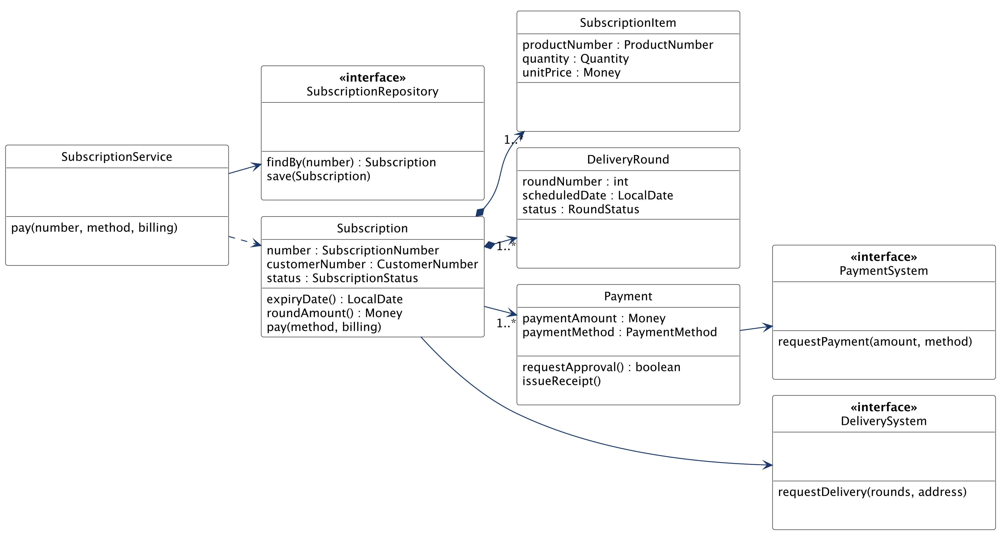 SubscriptionService
pay(number, method, billing)
«interface»
SubscriptionRepository
findBy(number) : Subscription
save(Subscription)
Subscription
number : SubscriptionNumber
customerNumber : CustomerNumber
status : SubscriptionStatus
expiryDate() : LocalDate
roundAmount() : Money
pay(method, billing)
1..*
1..*
1..*
SubscriptionItem
productNumber : ProductNumber
quantity : Quantity
unitPrice : Money
DeliveryRound
roundNumber : int
scheduledDate : LocalDate
status : RoundStatus
Payment
paymentAmount : Money
paymentMethod : PaymentMethod
requestApproval() : boolean
issueReceipt()
«interface»
PaymentSystem
requestPayment(amount, method)
«interface»
DeliverySystem
requestDelivery(rounds, address)